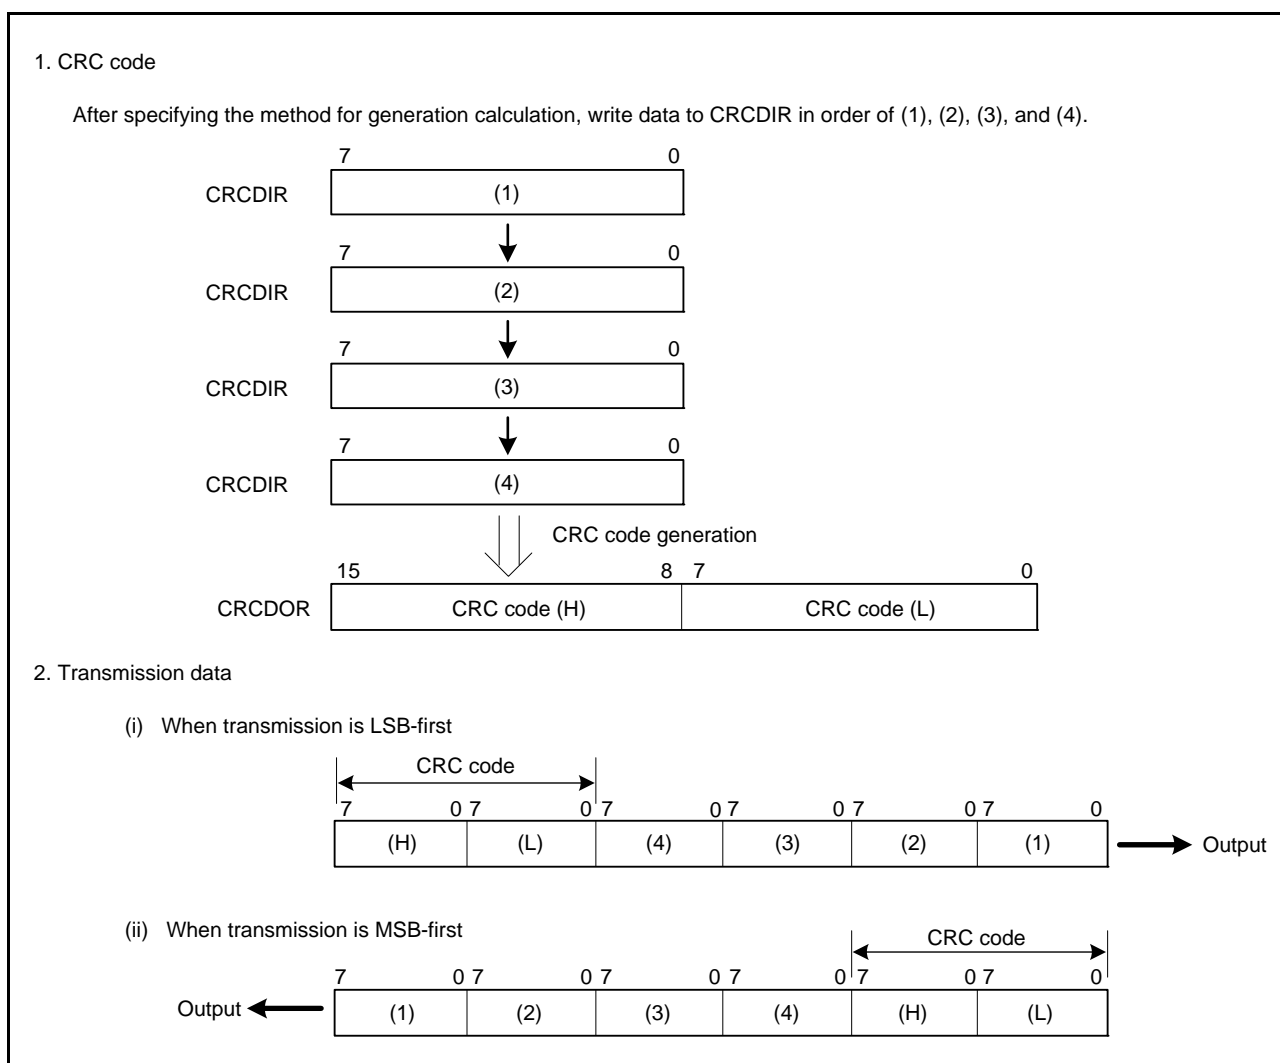 1. CRC code
After specifying the method for generation calculation, write data to CRCDIR in order of (1), (2), (3), and (4).
7 0
CRCDIR (1)
7 0
CRCDIR (2)
7 0
CRCDIR (3)
7 0
CRCDIR (4)
CRC code generation
15 8 7 0
CRCDOR CRC code (H) CRC code (L)
2. Transmission data
(i) When transmission is LSB-first
CRC code
7 0 7 0 7 0 7 0 7 0 7 0
(H) (L) (4) (3) (2) (1) Output
(ii) When transmission is MSB-first
CRC code
7 0 7 0 7 0 7 0 7 0 7 0
Output (1) (2) (3) (4) (H) (L)